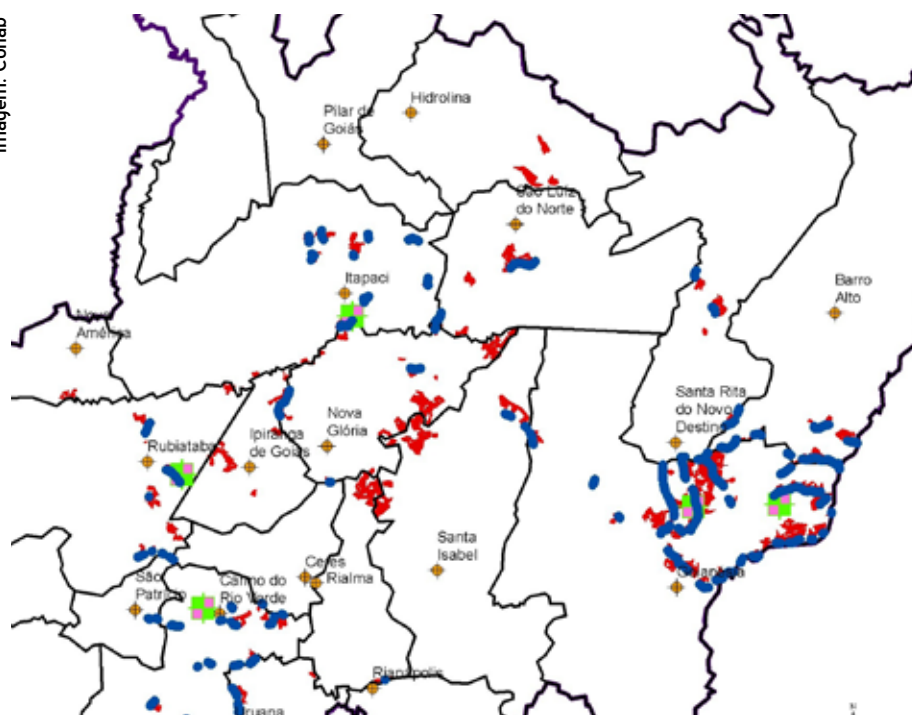 Imagem: Conab
Hidrolina
Pilar de
Goiás
São Luiz
do Norte
Itapaci
Barro
Alto
Nova
América
Santa Rita
do Novo
Destino
Nova
Glória
Rubiataba
Ipiranga
de Goiás
Santa
Isabel
Ceres
Rialma
São
Patrício
Carmo do
Rio Verde
Rianápolis
Uruana
N